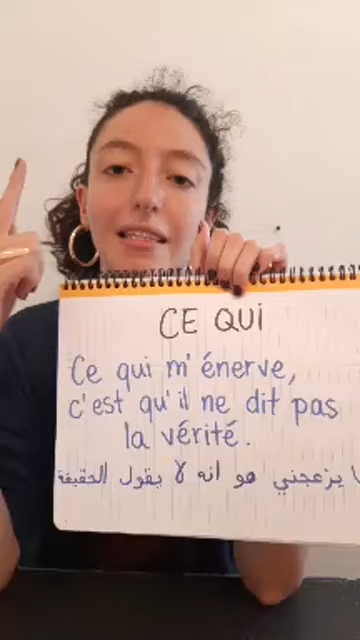 CE QUI
Ce qui m'énerve,
c'est qu'il ne dit pas
la vérité.
يزعجني هو انه لا يقول الحقيقة